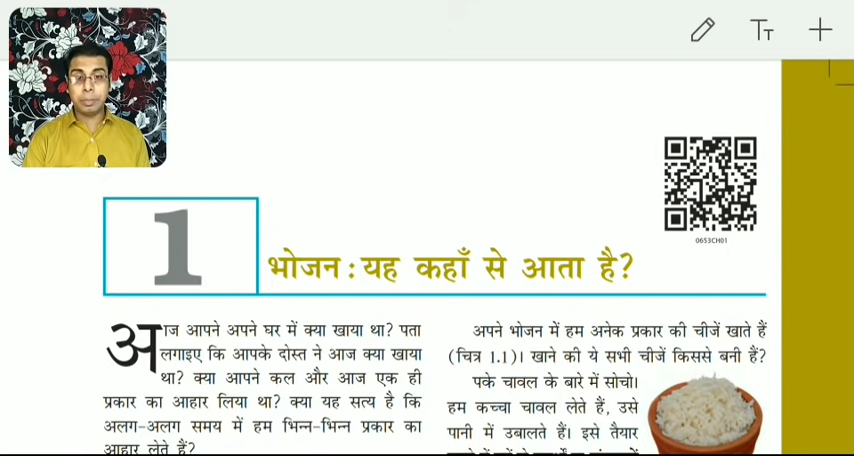 0653CH01
1
भोजन : यह कहाँ से आता है?
आज आपने अपने घर में क्या खाया था? पता
लगाइए कि आपके दोस्त ने आज क्या खाया
था? क्या आपने कल और आज एक ही
प्रकार का आहार लिया था? क्या यह सत्य है कि
अलग-अलग समय में हम भिन्न-भिन्न प्रकार का
आहार लेते हैं?
अपने भोजन में हम अनेक प्रकार की चीजें खाते हैं
(चित्र 1.1)। खाने की ये सभी चीजें किससे बनी हैं?
पके चावल के बारे में सोचो।
हम कच्चा चावल लेते हैं, उसे
पानी में उबालते हैं। इसे तैयार